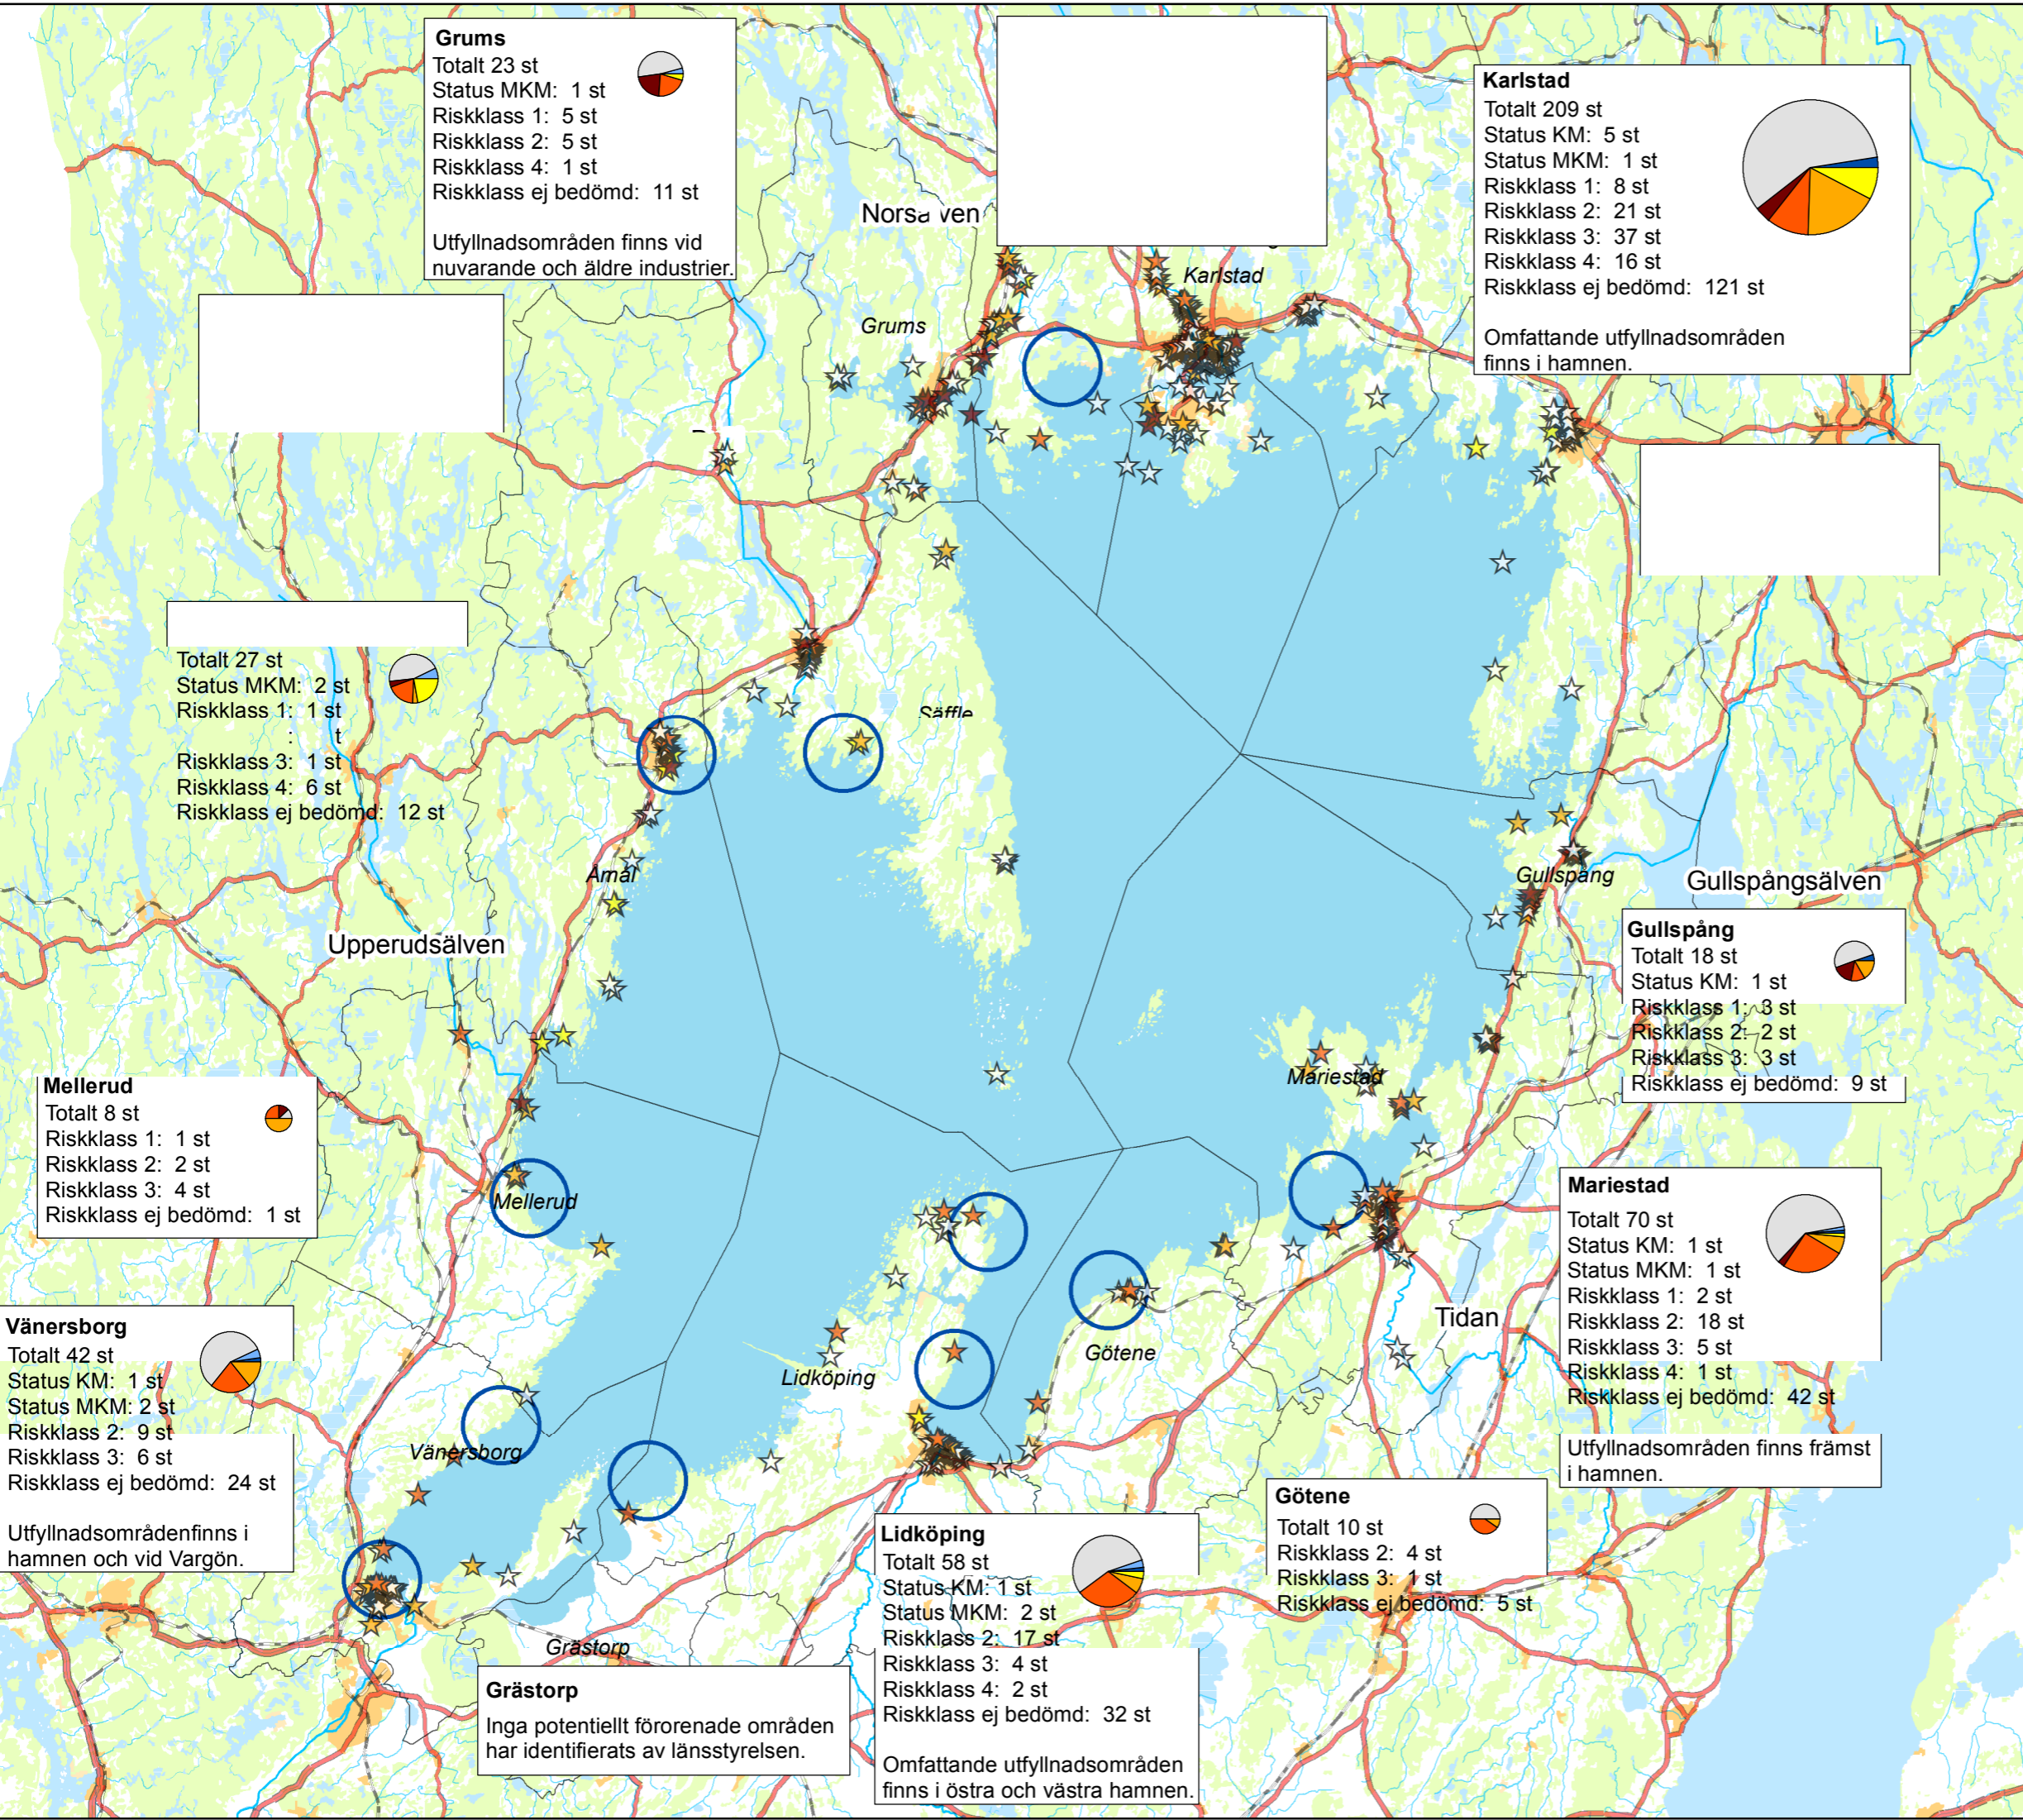 Grums
Totalt 23 st
Status MKM: 1 st
Riskklass 1: 5 st
Riskklass 2: 5 st
Riskklass 4: 1 st
Riskklass ej bedömd: 11 st
Utfyllnadsområden finns vid
nuvarande och äldre industrier.
Karlstad
Totalt 209 st
Status KM: 5 st
Status MKM: 1 st
Riskklass 1: 8 st
Riskklass 2: 21 st
Riskklass 3: 37 st
Riskklass 4: 16 st
Riskklass ej bedömd: 121 st
Omfattande utfyllnadsområden
finns i hamnen.
Karlstad
Grums
Totalt 27 st
Status MKM: 2 st
Riskklass 1: 1 st
: t
Riskklass 3: 1 st
Riskklass 4: 6 st
Riskklass ej bedömd: 12 st
Säffle
Åmål
Upperudsälven
Gullspång
Gullspångsälven
Gullspång
Totalt 18 st
Status KM: 1 st
Riskklass 1: 3 st
Riskklass 2: 2 st
Riskklass 3: 3 st
Riskklass ej bedömd: 9 st
Mellerud
Totalt 8 st
Riskklass 1: 1 st
Riskklass 2: 2 st
Riskklass 3: 4 st
Riskklass ej bedömd: 1 st
Mellerud
Mariestad
Mariestad
Totalt 70 st
Status KM: 1 st
Status MKM: 1 st
Riskklass 1: 2 st
Riskklass 2: 18 st
Riskklass 3: 5 st
Riskklass 4: 1 st
Riskklass ej bedömd: 42 st
Utfyllnadsområden finns främst
i hamnen.
Tidan
Götene
Lidköping
Vänersborg
Totalt 42 st
Status KM: 1 st
Status MKM: 2 st
Riskklass 2: 9 st
Riskklass 3: 6 st
Riskklass ej bedömd: 24 st
Utfyllnadsområdenfinns i
hamnen och vid Vargön.
Vänersborg
Götene
Totalt 10 st
Riskklass 2: 4 st
Riskklass 3: 1 st
Riskklass ej bedömd: 5 st
Lidköping
Totalt 58 st
Status KM: 1 st
Status MKM: 2 st
Riskklass 2: 17 st
Riskklass 3: 4 st
Riskklass 4: 2 st
Riskklass ej bedömd: 32 st
Omfattande utfyllnadsområden
finns i östra och västra hamnen.
Grästorp
Grästorp
Inga potentiellt förorenade områden
har identifierats av länsstyrelsen.